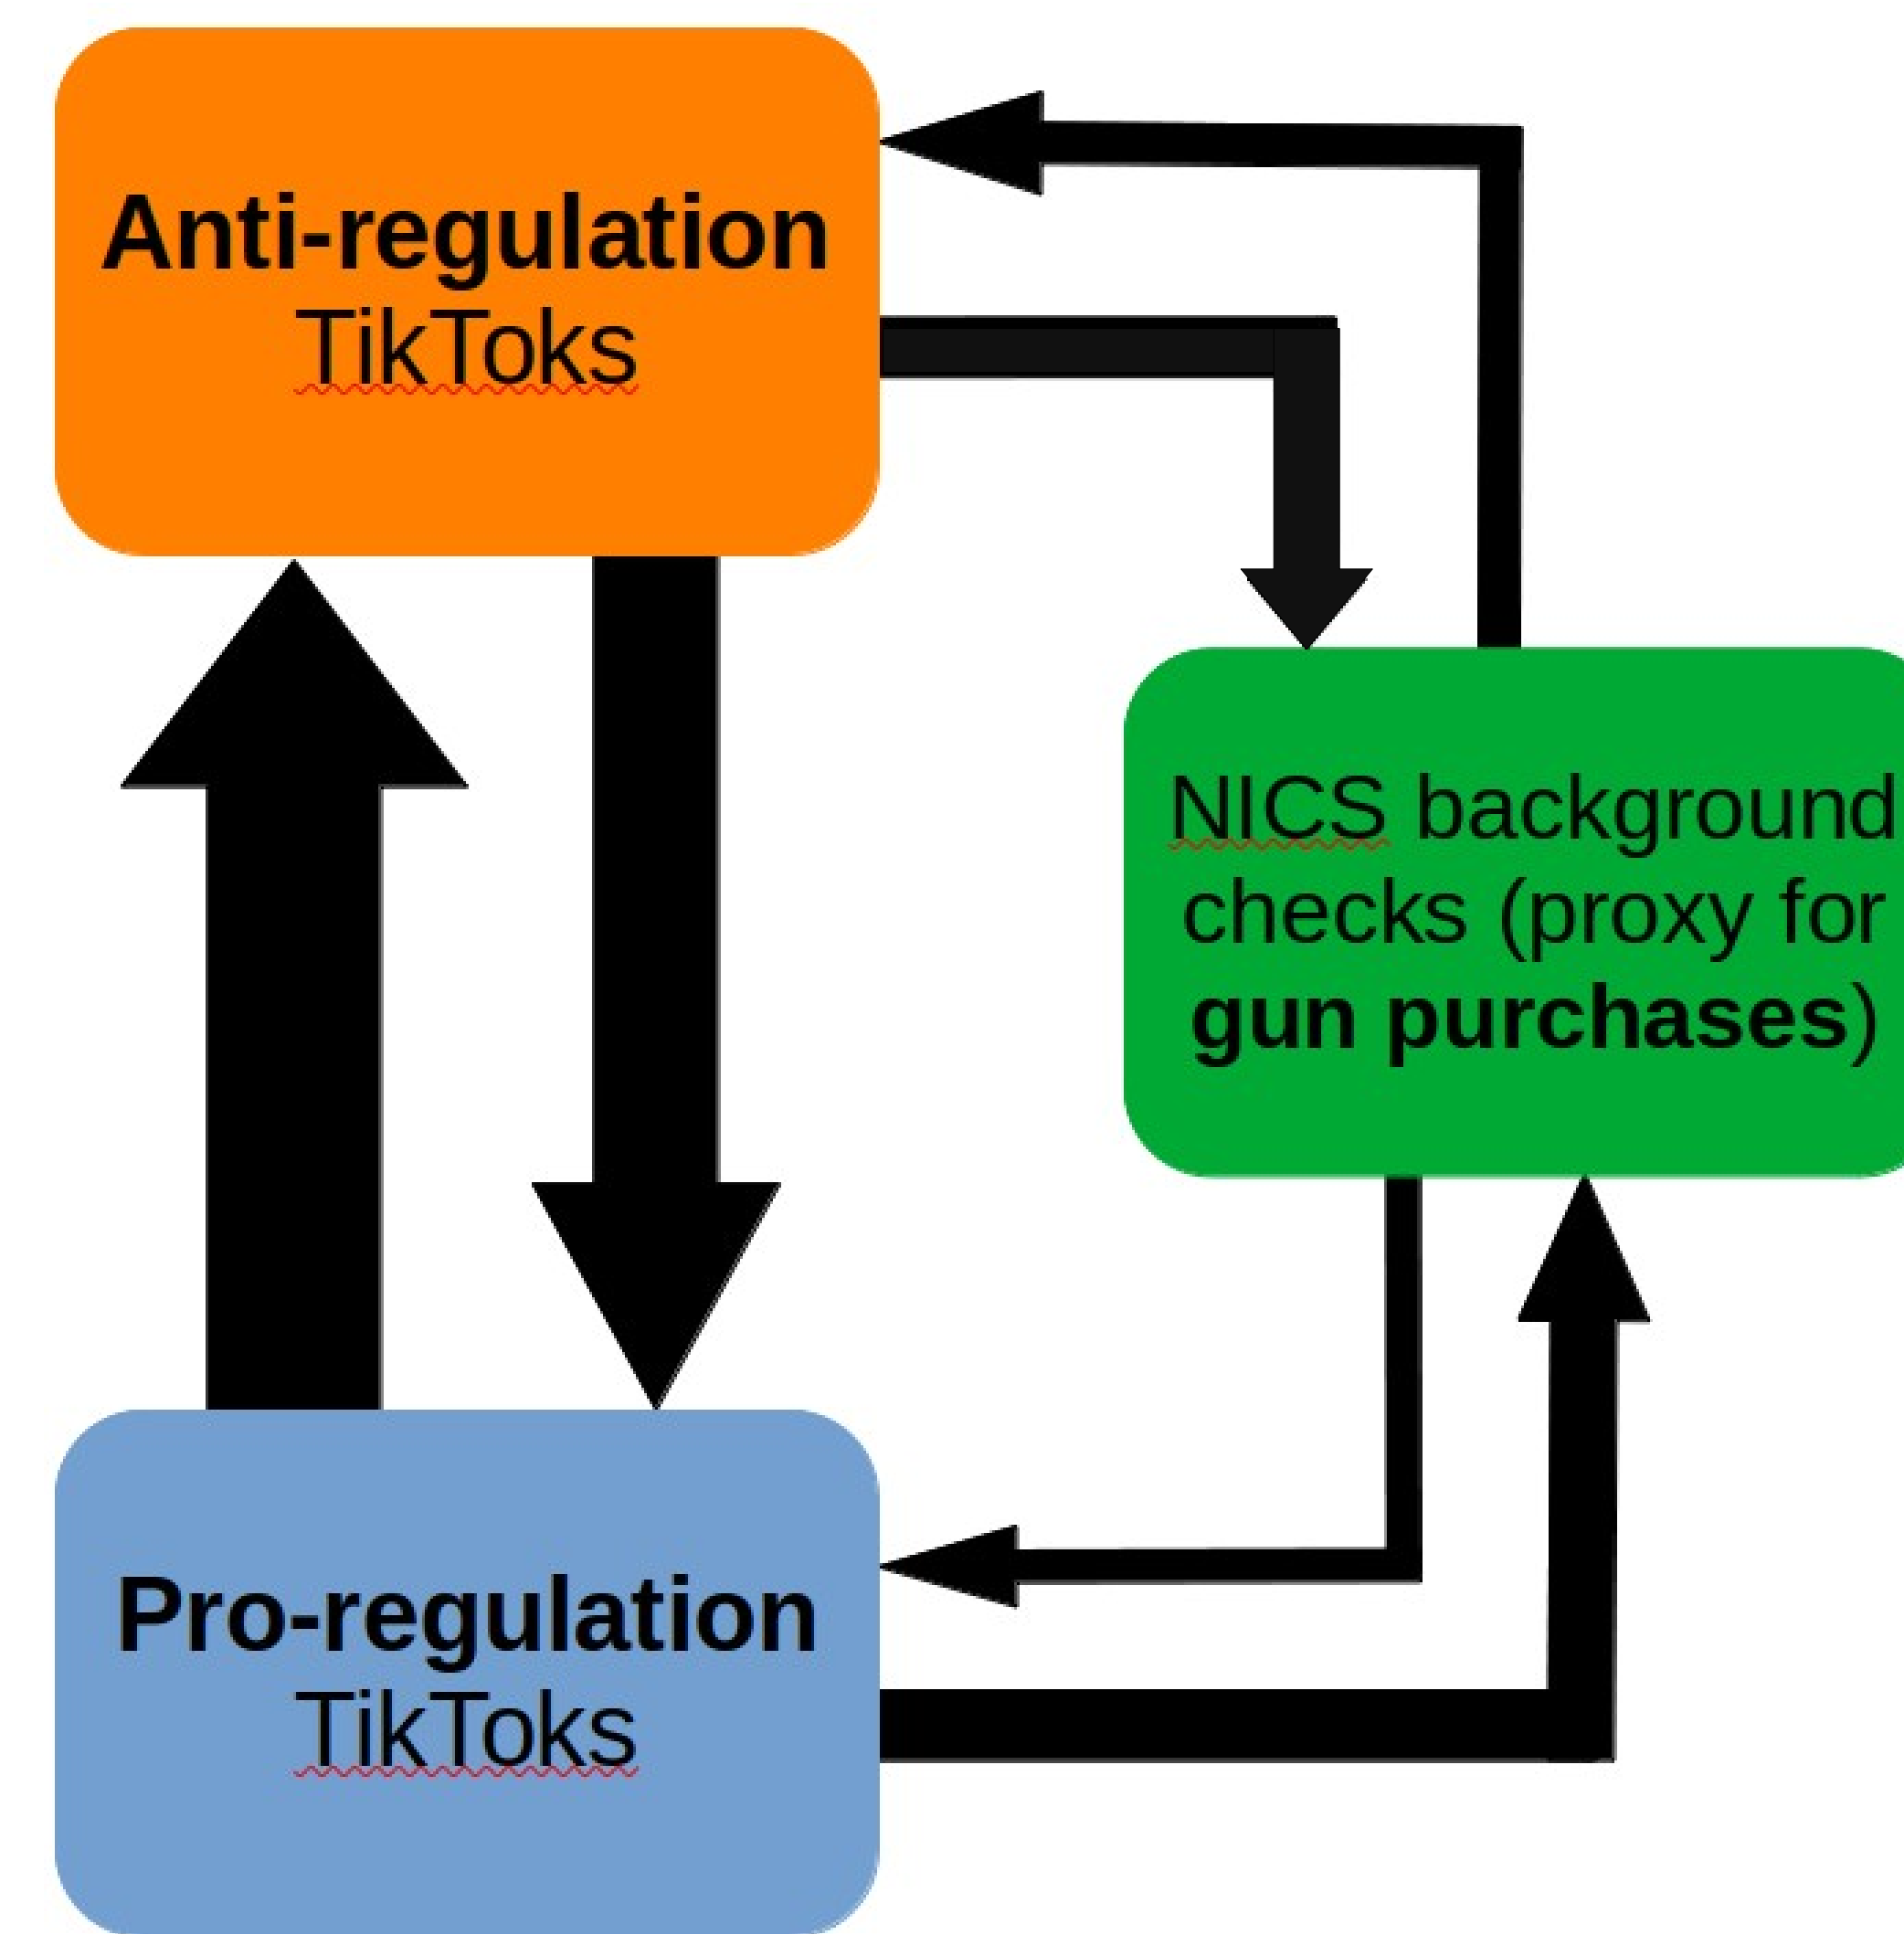 Anti-regulation
TikToks
NICS background
checks (proxy for
gun purchases)
Pro-regulation
TikToks